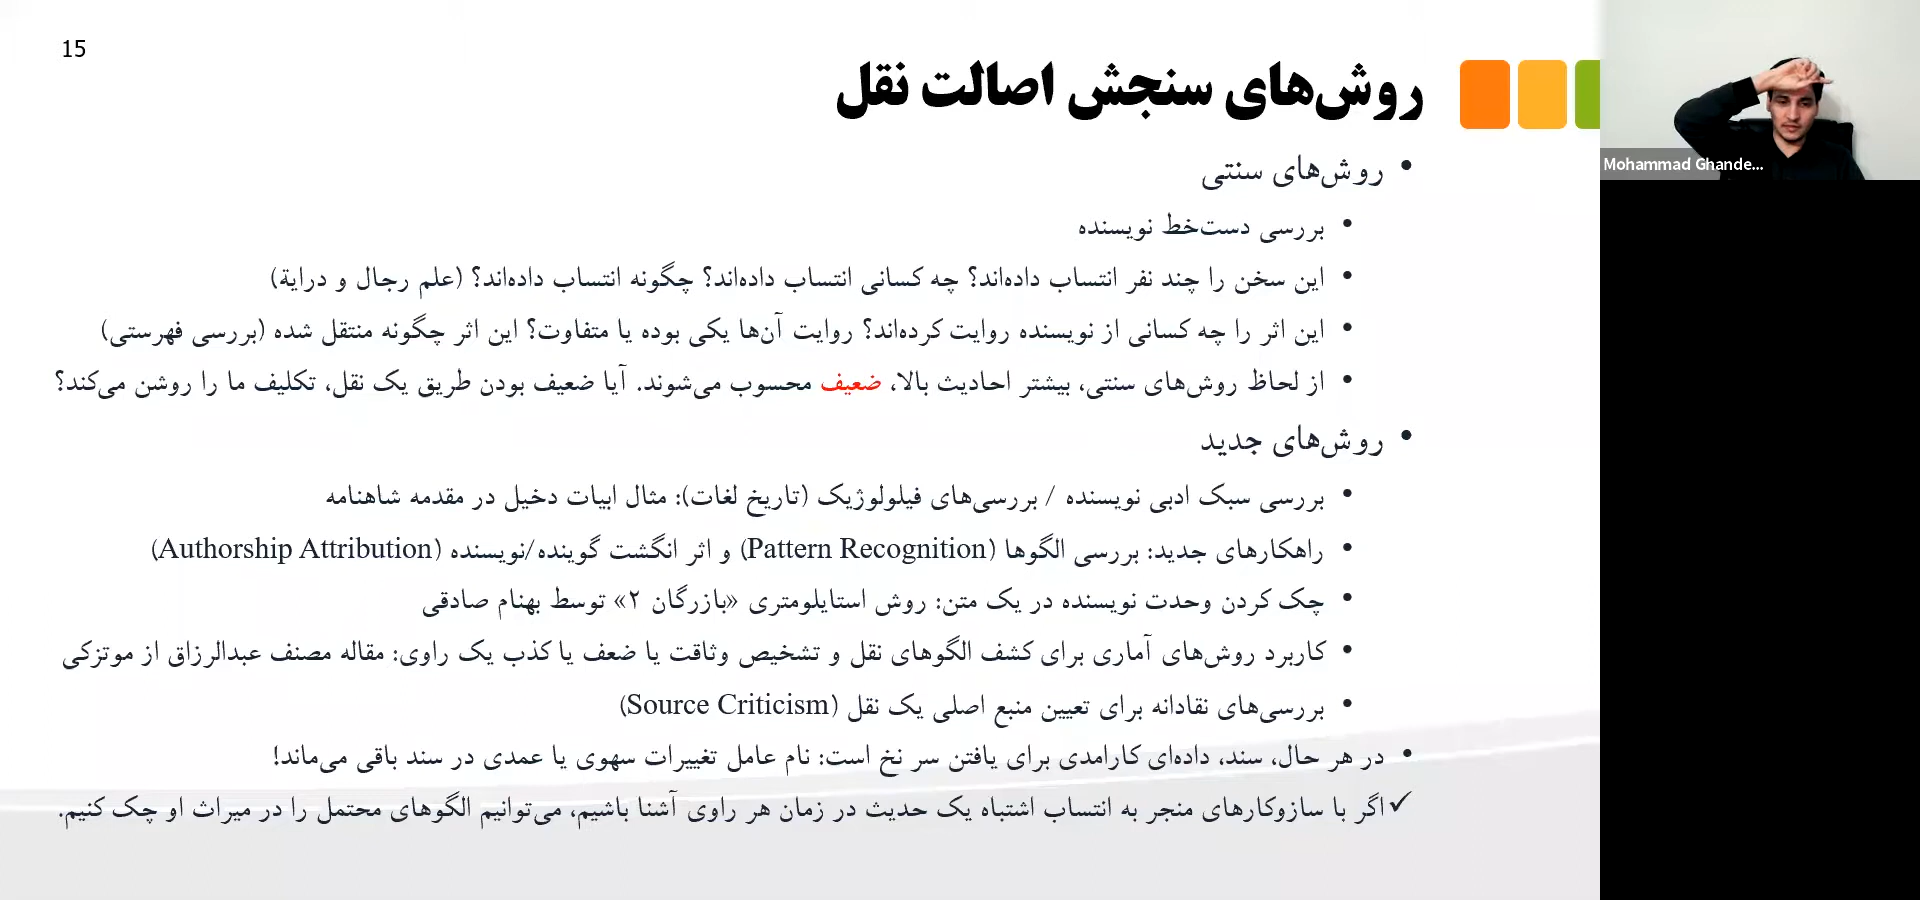 15
روش‌های سنجش اصالت نقل
Mohammad Ghande...
• روش‌های سنتی
• بررسی دست‌خط نویسنده
• این سخن را چند نفر انتساب داده‌اند؟ چه کسانی انتساب داده‌اند؟ چگونه انتساب داده‌اند؟ (علم رجال و درایة)
• این اثر را چه کسانی از نویسنده روایت کرده‌اند؟ روایت آن‌ها یکی بوده یا متفاوت؟ این اثر چگونه منتقل شده (بررسی فهرستی)
• از لحاظ روش‌های سنتی، بیشتر احادیث بالا، ضعیف محسوب می‌شوند. آیا ضعیف بودن طریق یک نقل، تکلیف ما را روشن می‌کند؟
• روش‌های جدید
• بررسی سبک ادبی نویسنده / بررسی‌های فیلولوژیک (تاریخ لغات): مثال ابیات دخیل در مقدمه شاهنامه
• راهکارهای جدید: بررسی الگوها (Pattern Recognition) و اثر انگشت گوینده/نویسنده (Authorship Attribution)
• چک کردن وحدت نویسنده در یک متن: روش استایلومتری «بازرگان ۲» توسط بهنام صادقی
• کاربرد روش‌های آماری برای کشف الگوهای نقل و تشخیص وثاقت یا ضعف یا کذب یک راوی: مقاله مصنف عبدالرزاق از موتزکی
• بررسی‌های نقادانه برای تعیین منبع اصلی یک نقل (Source Criticism)
• در هر حال، سند، داده‌ای کارامدی برای یافتن سر نخ است: نام عامل تغییرات سهوی یا عمدی در سند باقی می‌ماند!
✓ اگر با سازوکارهای منجر به انتساب اشتباه یک حدیث در زمان هر راوی آشنا باشیم، می‌توانیم الگوهای محتمل را در میراث او چک کنیم.